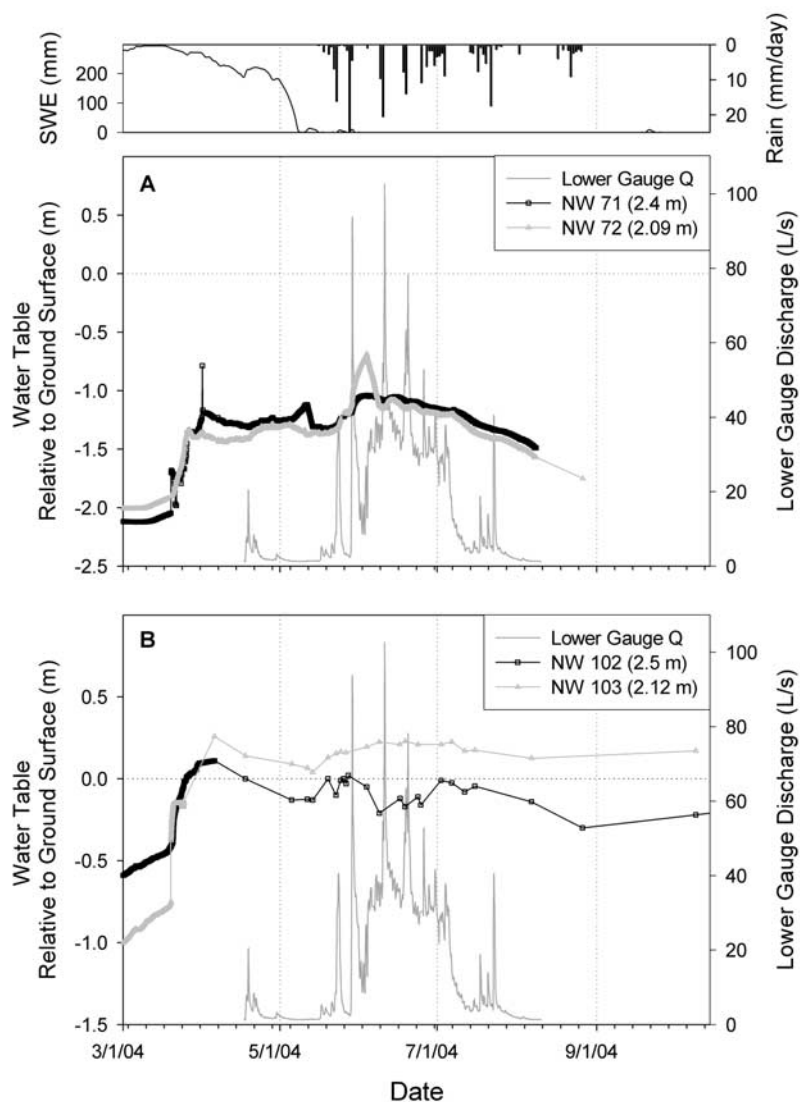 SWE (mm)
200
100
0
0
10
20
Rain (mm/day)
A
Lower Gauge Q
NW 71 (2.4 m)
NW 72 (2.09 m)
Water Table
Relative to Ground Surface (m)
0.5
0.0
-0.5
-1.0
-1.5
-2.0
-2.5
100
80
60
40
20
0
Lower Gauge Discharge (L/s)
B
Lower Gauge Q
NW 102 (2.5 m)
NW 103 (2.12 m)
Water Table
Relative to Ground Surface (m)
0.5
0.0
-0.5
-1.0
-1.5
100
80
60
40
20
0
Lower Gauge Discharge (L/s)
3/1/04 5/1/04 7/1/04 9/1/04
Date